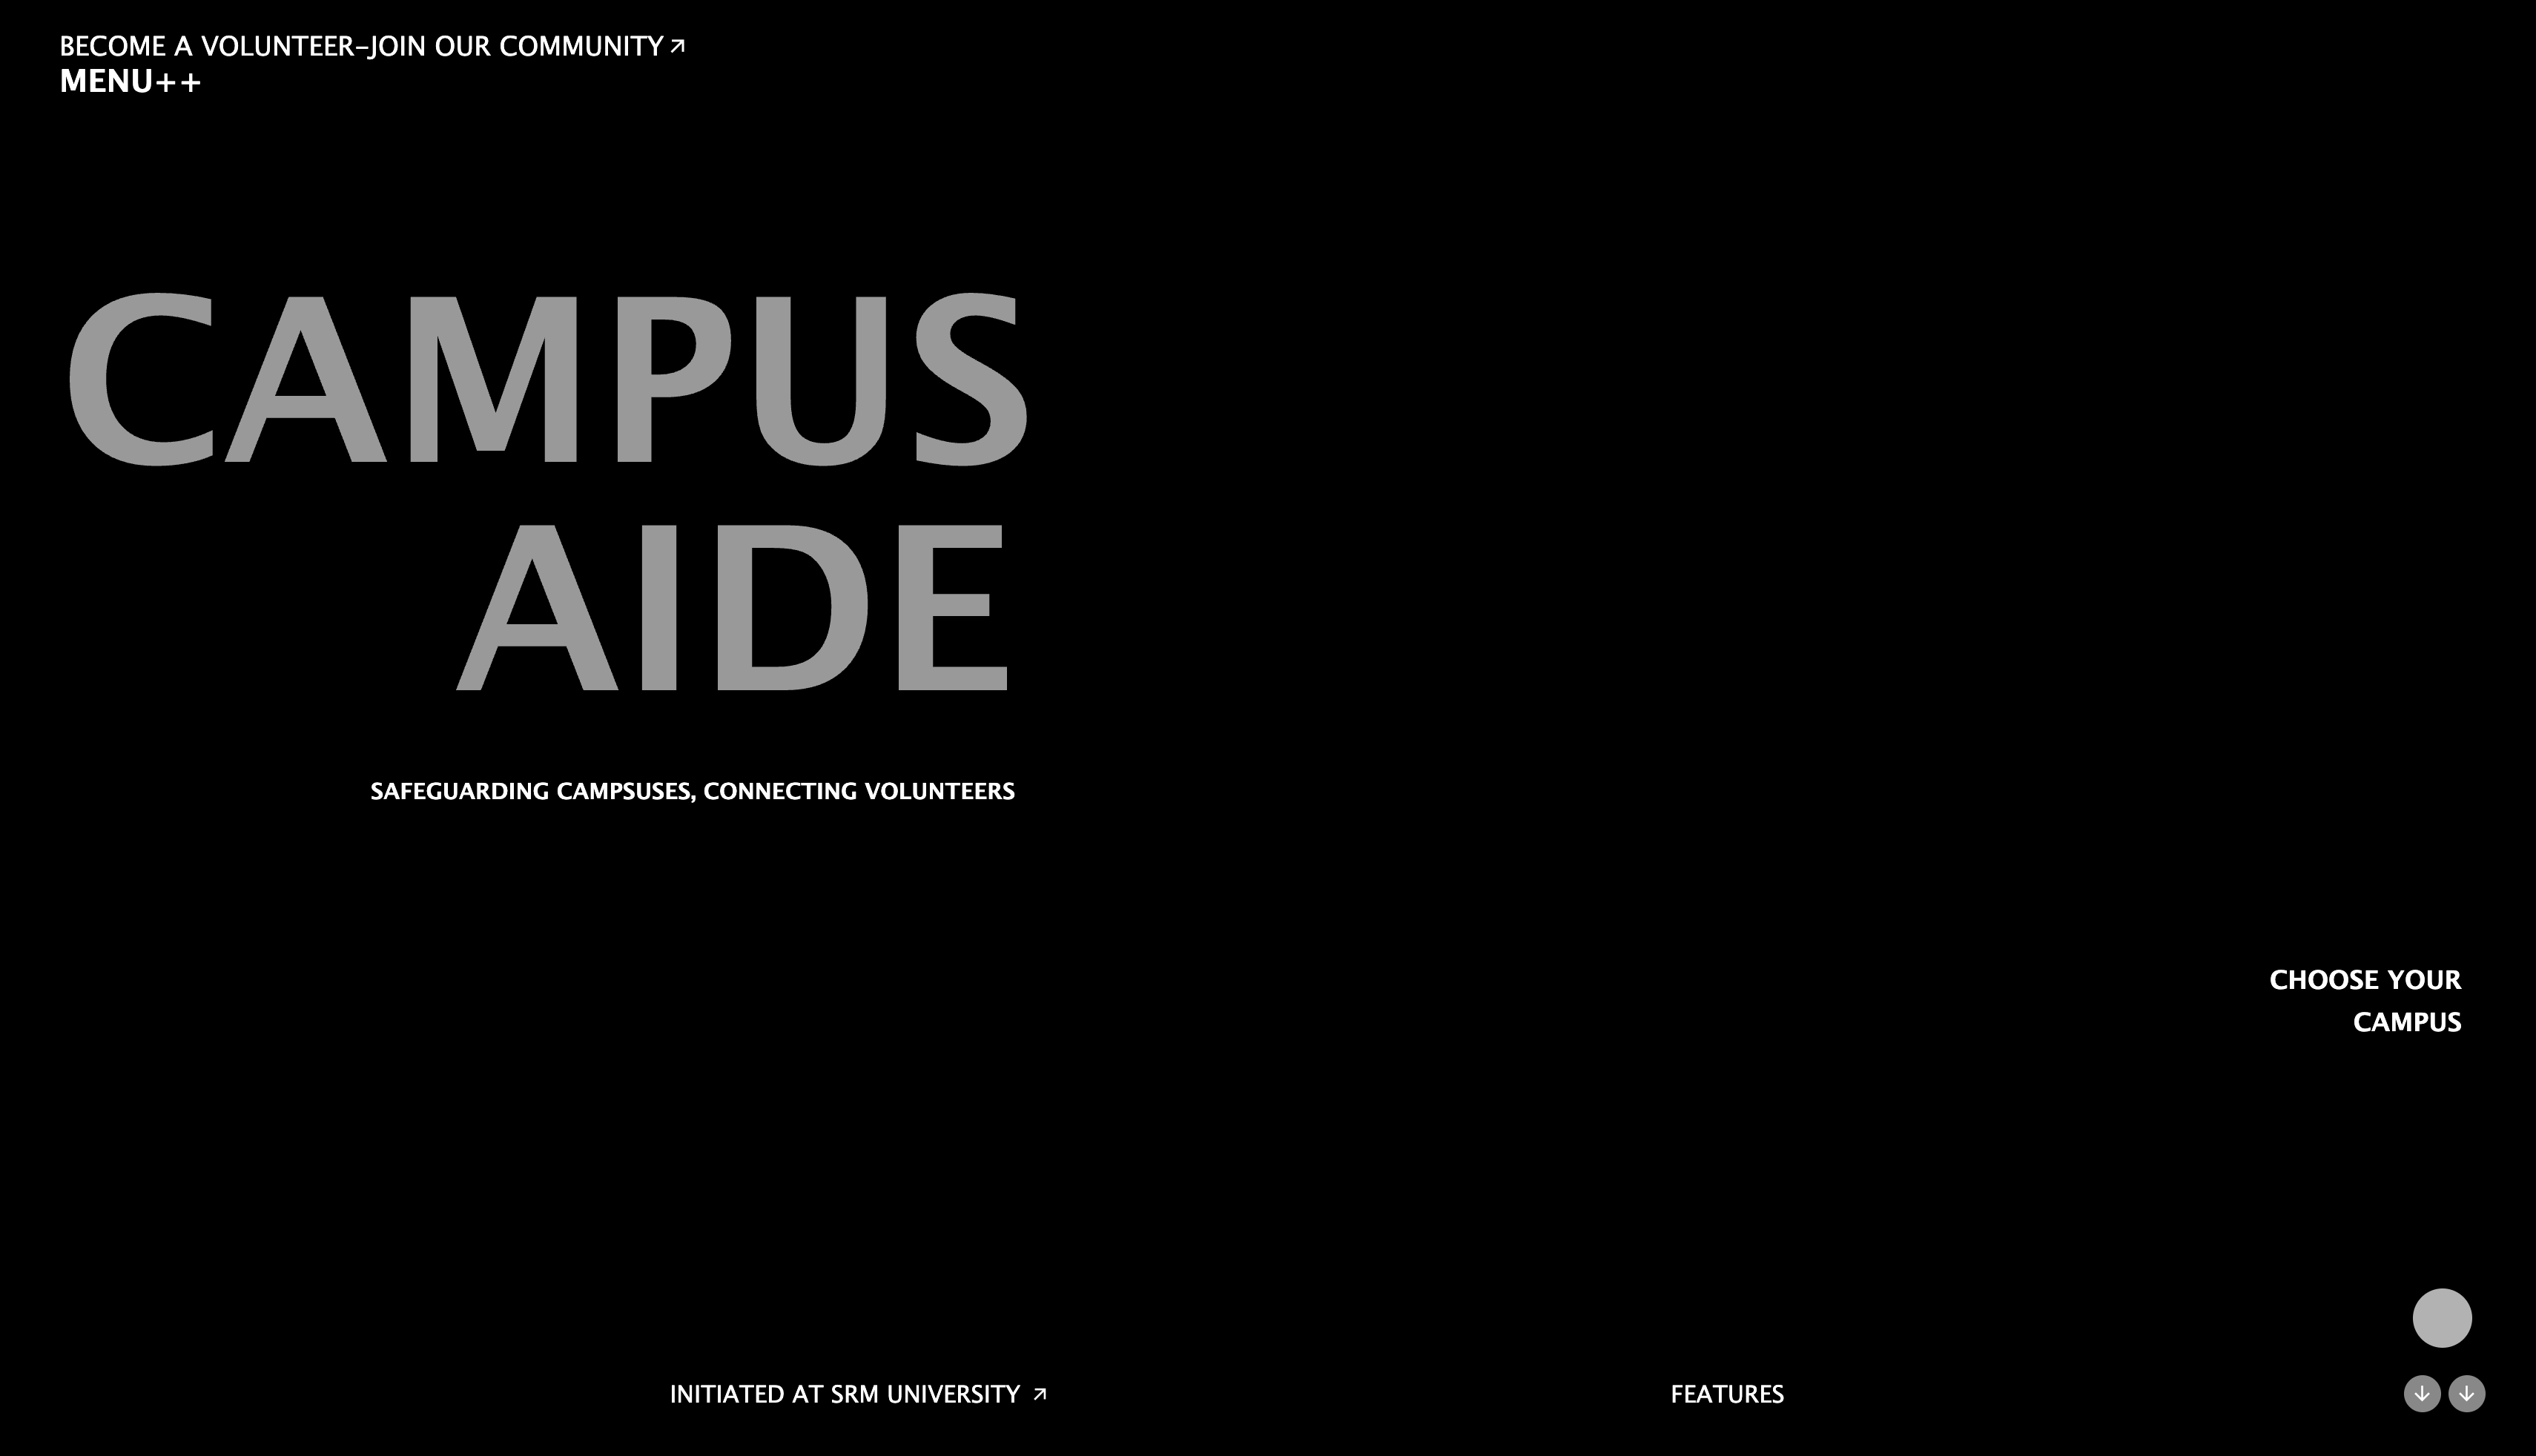 BECOME A VOLUNTEER–JOIN OUR COMMUNITY
MENU++
CAMPUS
AIDE
SAFEGUARDING CAMPSUSES, CONNECTING VOLUNTEERS
CHOOSE YOUR
CAMPUS
INITIATED AT SRM UNIVERSITY
FEATURES